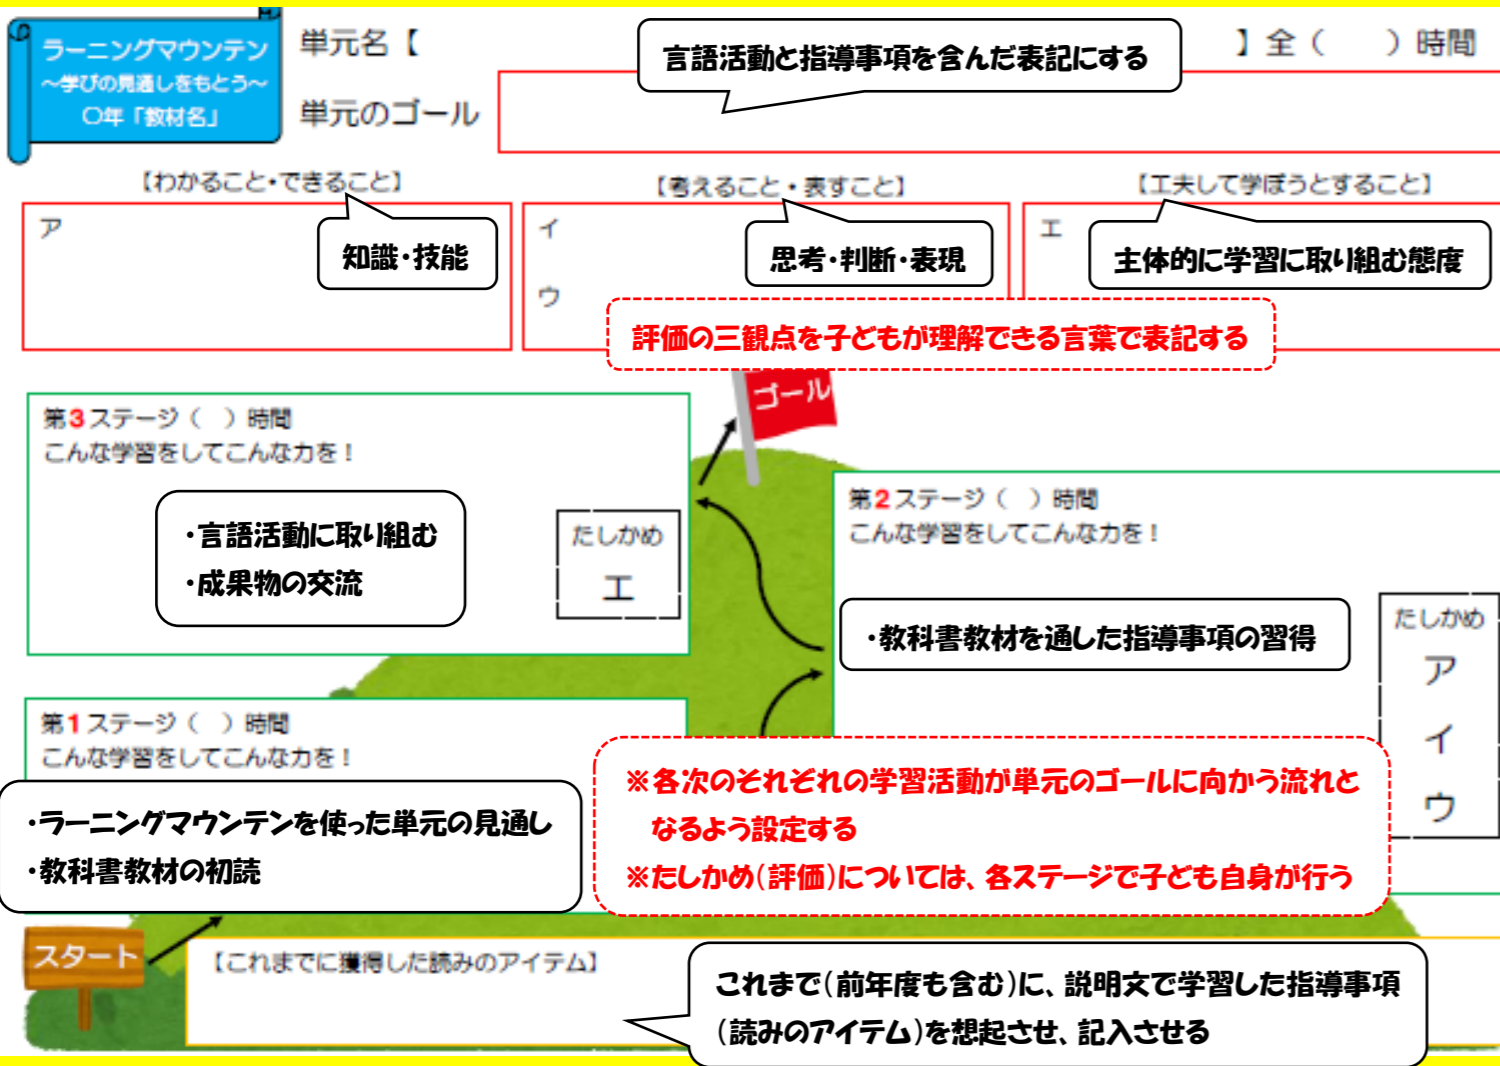 ラーニングマウンテン
～学びの見通しをもとう～
〇年「教材名」
単元名【
】全（　）時間
言語活動と指導事項を含んだ表記にする
単元のゴール
【わかること・できること】
【考えること・表すこと】
【工夫して学ぼうとすること】
ア
知識・技能
イ
ウ
思考・判断・表現
エ
主体的に学習に取り組む態度
評価の三観点を子どもが理解できる言葉で表記する
ゴール
第3ステージ（　）時間
こんな学習をしてこんな力を！
・言語活動に取り組む
・成果物の交流
たしかめ
エ
第2ステージ（　）時間
こんな学習をしてこんな力を！
・教科書教材を通した指導事項の習得
たしかめ
ア
イ
ウ
第1ステージ（　）時間
こんな学習をしてこんな力を！
・ラーニングマウンテンを使った単元の見通し
・教科書教材の初読
※各次のそれぞれの学習活動が単元のゴールに向かう流れと
なるよう設定する
※たしかめ（評価）については、各ステージで子ども自身が行う
スタート
【これまでに獲得した読みのアイテム】
これまで（前年度も含む）に、説明文で学習した指導事項
（読みのアイテム）を想起させ、記入させる